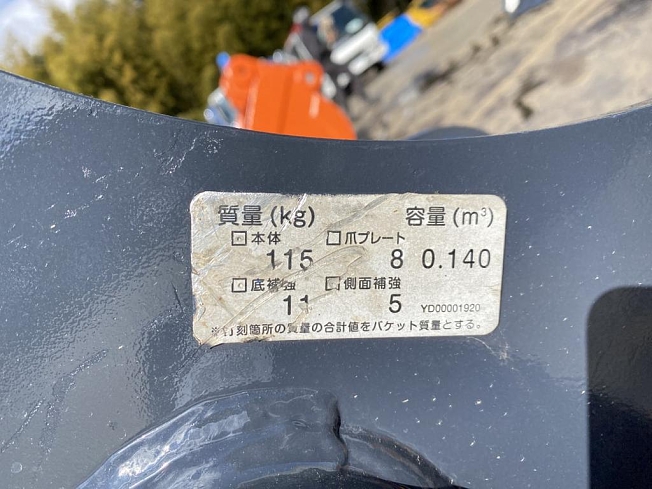 質量(kg) 容量(m³)
本体 爪プレート
115 8 0.140
底補強 側面補強
11 5 YD00001920
※打刻箇所の質量の合計値をバケット質量とする。